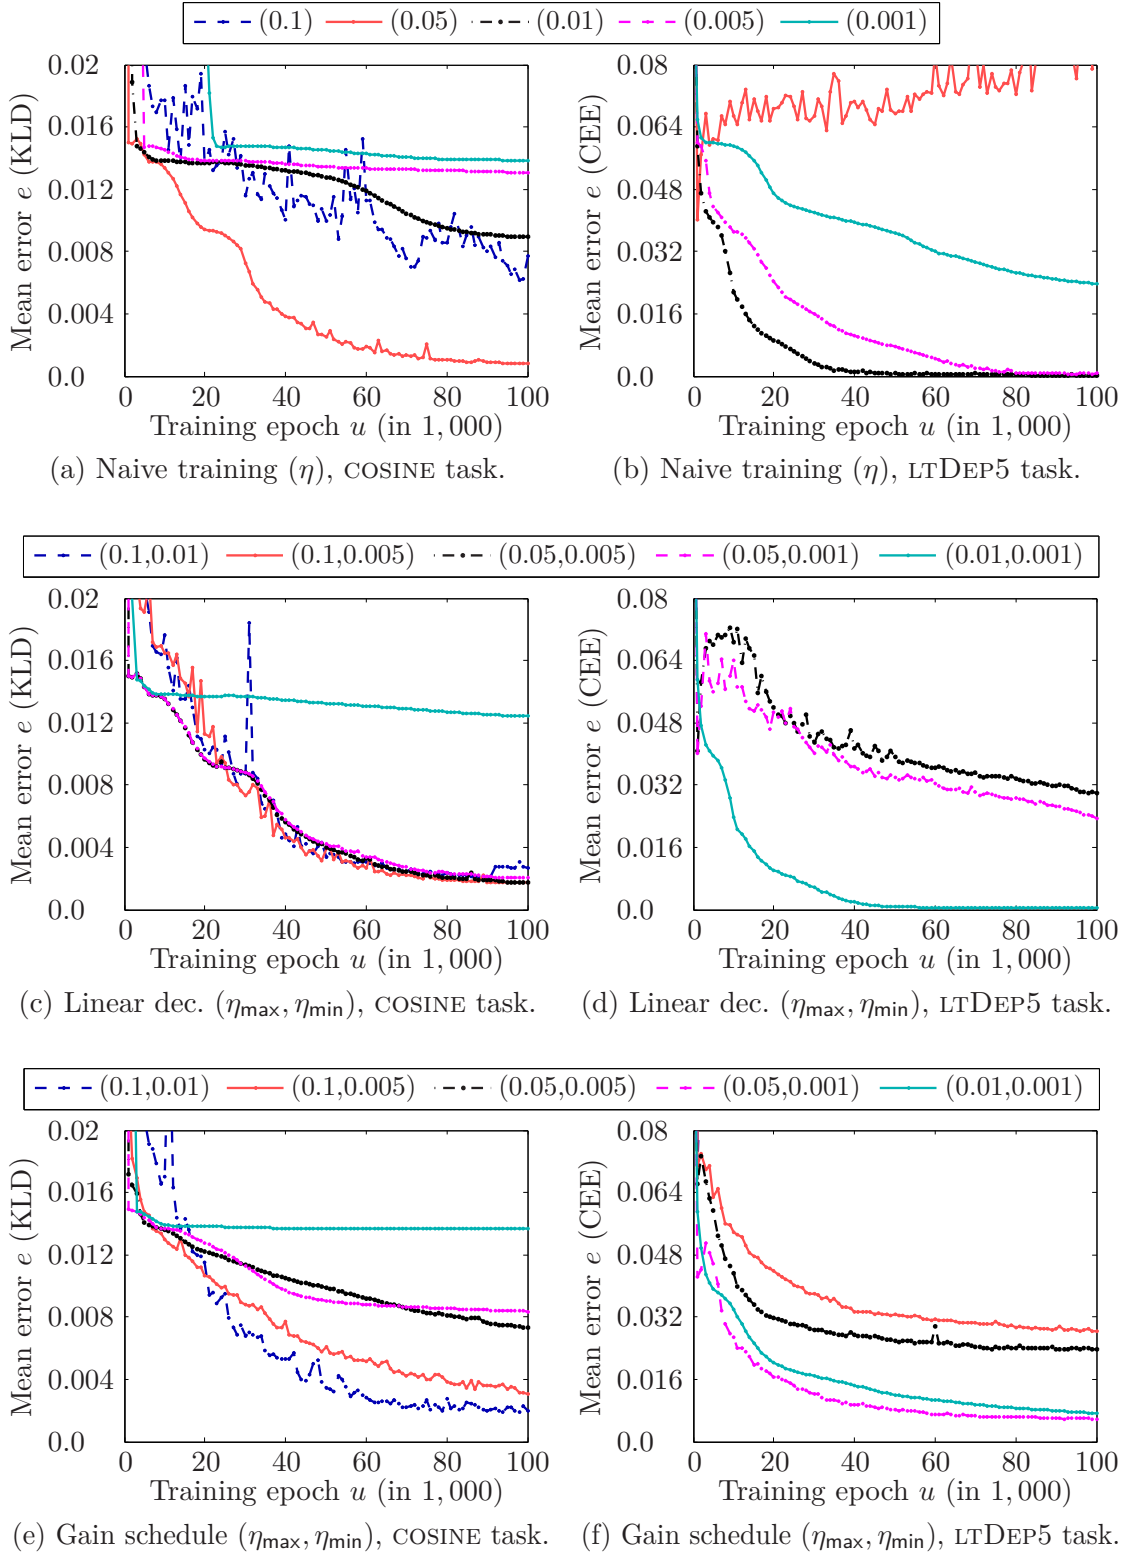 (0.1) (0.05) (0.01) (0.005) (0.001)
0.02
0.016
0.012
0.008
0.004
0.0
Mean error e (KLD)
0 20 40 60 80 100
Training epoch u (in 1,000)
(a) Naive training (η), COSINE task.
0.08
0.064
0.048
0.032
0.016
0.0
Mean error e (CEE)
0 20 40 60 80 100
Training epoch u (in 1,000)
(b) Naive training (η), LTDEP5 task.
(0.1,0.01) (0.1,0.005) (0.05,0.005) (0.05,0.001) (0.01,0.001)
0.02
0.016
0.012
0.008
0.004
0.0
Mean error e (KLD)
0 20 40 60 80 100
Training epoch u (in 1,000)
(c) Linear dec. (ηmax, ηmin), COSINE task.
0.08
0.064
0.048
0.032
0.016
0.0
Mean error e (CEE)
0 20 40 60 80 100
Training epoch u (in 1,000)
(d) Linear dec. (ηmax, ηmin), LTDEP5 task.
(0.1,0.01) (0.1,0.005) (0.05,0.005) (0.05,0.001) (0.01,0.001)
0.02
0.016
0.012
0.008
0.004
0.0
Mean error e (KLD)
0 20 40 60 80 100
Training epoch u (in 1,000)
(e) Gain schedule (ηmax, ηmin), COSINE task.
0.08
0.064
0.048
0.032
0.016
0.0
Mean error e (CEE)
0 20 40 60 80 100
Training epoch u (in 1,000)
(f) Gain schedule (ηmax, ηmin), LTDEP5 task.